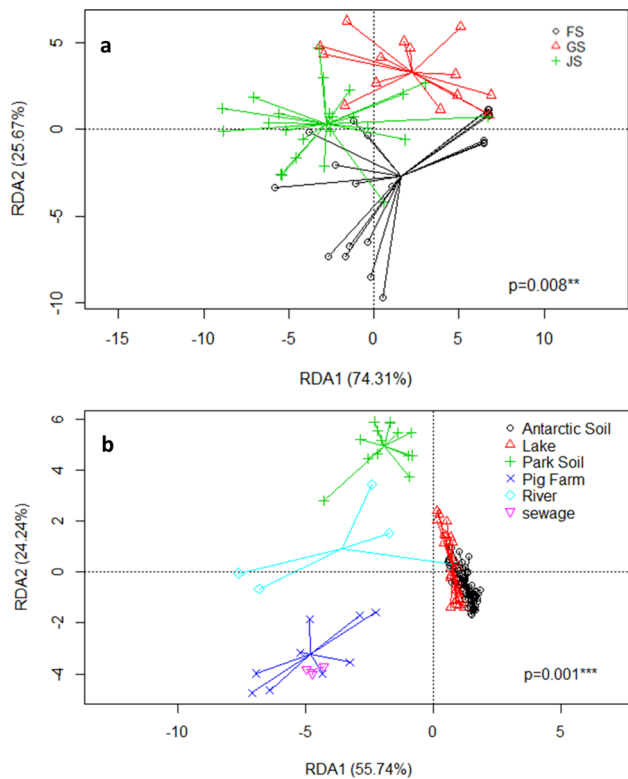 a
FS
GS
JS
5
0
-5
-10
RDA2 (25.67%)
p=0.008**
-15
-10
-5
0
5
10
RDA1 (74.31%)
b
Antarctic Soil
Lake
Park Soil
Pig Farm
River
sewage
6
4
2
0
-2
-4
RDA2 (24.24%)
p=0.001***
-10
-5
0
5
RDA1 (55.74%)